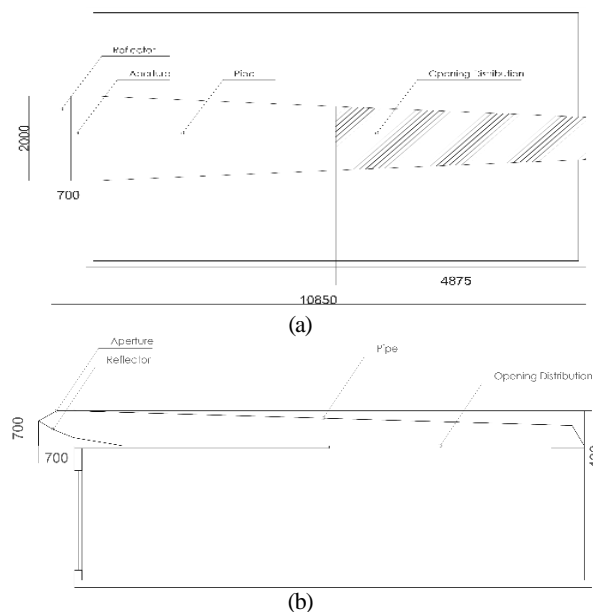 Reflector
Aperture
Pipe
Opening Distribution
2000
700
4875
10850
(a)
Aperture
Reflector
Pipe
Opening Distribution
700
700
(b)